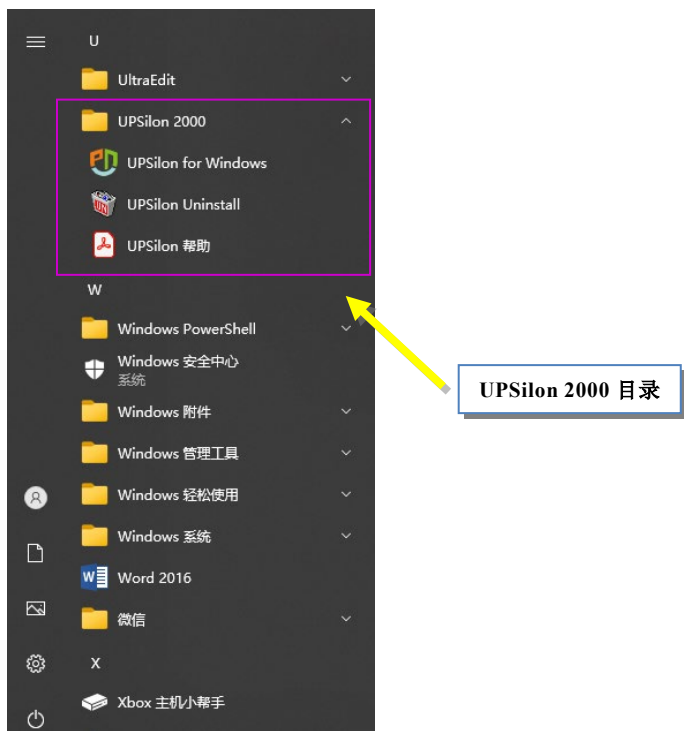 U
UltraEdit
UPSilon 2000
UPSilon for Windows
UPSilon Uninstall
UPSilon 帮助
W
Windows PowerShell
Windows 安全中心
系统
UPSilon 2000 目录
Windows 附件
Windows 管理工具
Windows 轻松使用
Windows 系统
Word 2016
微信
X
Xbox 主机小帮手